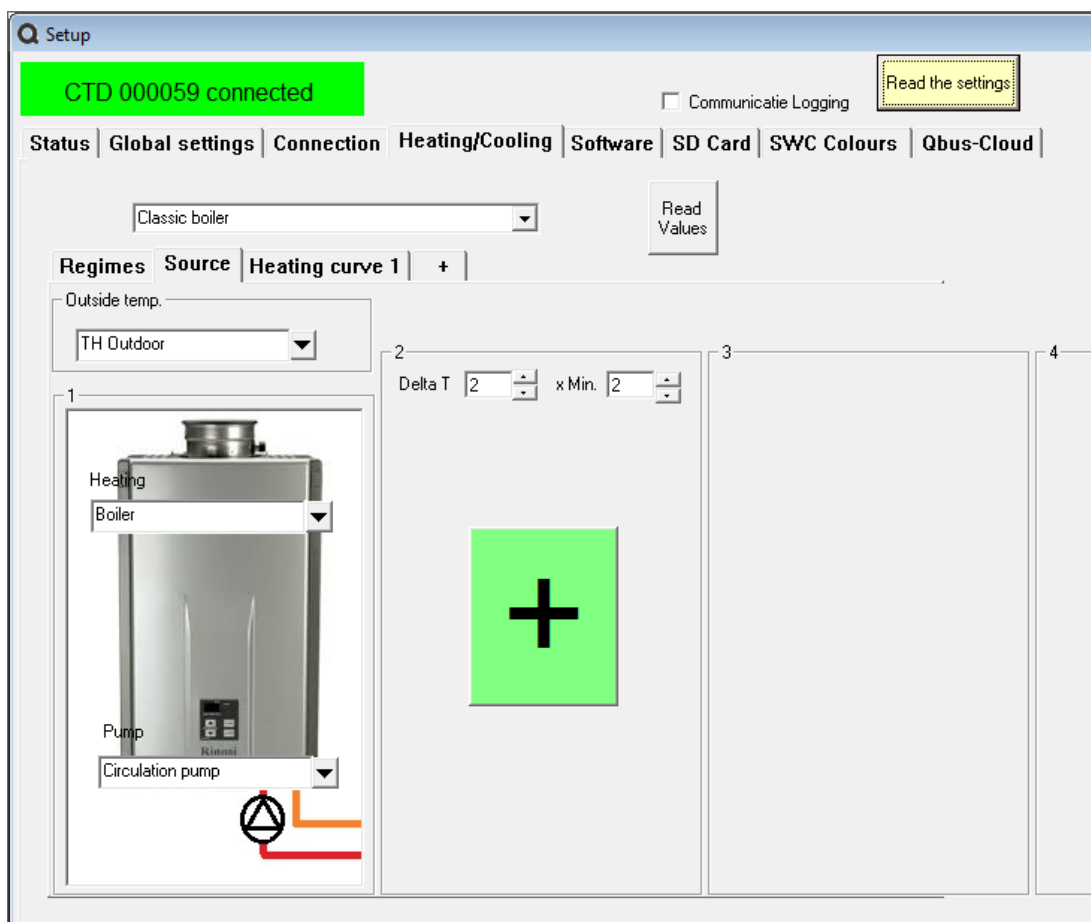 Setup
CTD 000059 connected
Communicatie Logging
Read the settings
Status Global settings Connection Heating/Cooling Software SD Card SWC Colours Qbus-Cloud
Classic boiler
Read
Values
Regimes Source Heating curve 1 +
Outside temp.
TH Outdoor
1
Heating
Boiler
Rinnai
Pump
Circulation pump
2
Delta T 2 x Min. 2
+
3
4